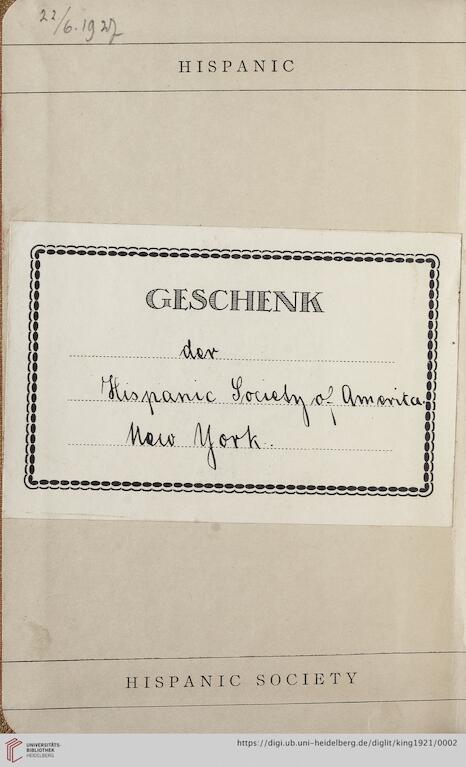 22/6.1927
HISPANIC
GESCHENK
der
Hispanic Society of America.
New York.
HISPANIC SOCIETY
UNIVERSITÄTS-
BIBLIOTHEK
HEIDELBERG
https://digi.ub.uni-heidelberg.de/diglit/king1921/0002